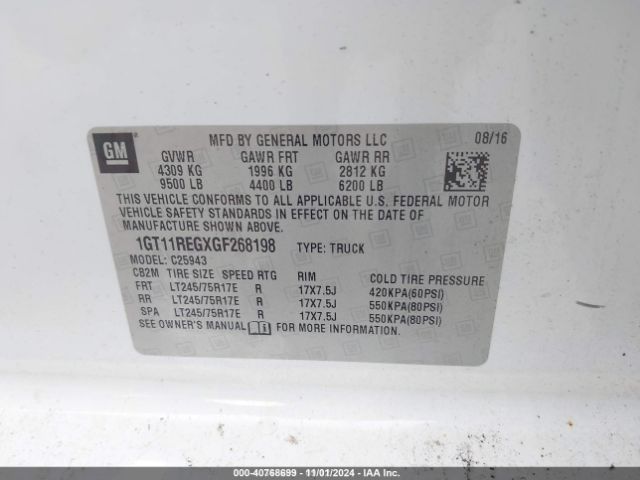 GM
MFD BY GENERAL MOTORS LLC 08/16
GVWR GAWR FRT GAWR RR
4309 KG 1996 KG 2812 KG
9500 LB 4400 LB 6200 LB
THIS VEHICLE CONFORMS TO ALL APPLICABLE U.S. FEDERAL MOTOR
VEHICLE SAFETY STANDARDS IN EFFECT ON THE DATE OF
MANUFACTURE SHOWN ABOVE.
1GT11REGXGF268198 TYPE: TRUCK
MODEL: C25943
CB2M TIRE SIZE SPEED RTG RIM COLD TIRE PRESSURE
FRT LT245/75R17E R 17X7.5J 420KPA(60PSI)
RR LT245/75R17E R 17X7.5J 550KPA(80PSI)
SPA LT245/75R17E R 17X7.5J 550KPA(80PSI)
SEE OWNER'S MANUAL FOR MORE INFORMATION.
000-40768699 - 11/01/2024 - IAA Inc.